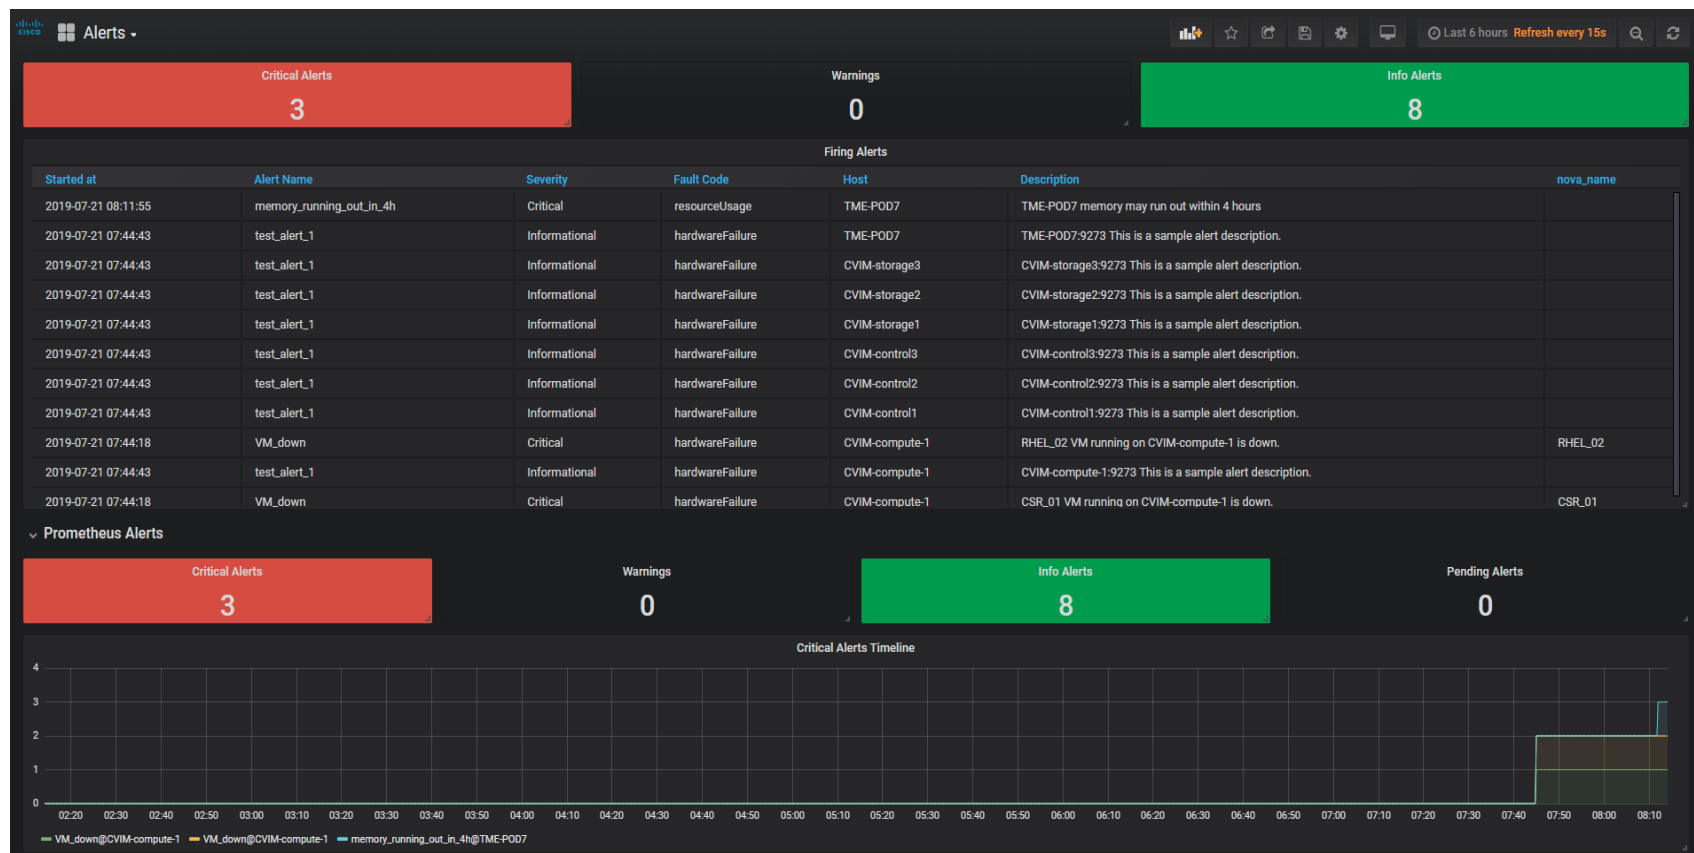 cisco
Alerts
Last 6 hours Refresh every 15s
Critical Alerts
3
Warnings
0
Info Alerts
8
Firing Alerts
Started at Alert Name Severity Fault Code Host Description nova_name
2019-07-21 08:11:55 memory_running_out_in_4h Critical resourceUsage TME-POD7 TME-POD7 memory may run out within 4 hours
2019-07-21 07:44:43 test_alert_1 Informational hardwareFailure TME-POD7 TME-POD7:9273 This is a sample alert description.
2019-07-21 07:44:43 test_alert_1 Informational hardwareFailure CVIM-storage3 CVIM-storage3:9273 This is a sample alert description.
2019-07-21 07:44:43 test_alert_1 Informational hardwareFailure CVIM-storage2 CVIM-storage2:9273 This is a sample alert description.
2019-07-21 07:44:43 test_alert_1 Informational hardwareFailure CVIM-storage1 CVIM-storage1:9273 This is a sample alert description.
2019-07-21 07:44:43 test_alert_1 Informational hardwareFailure CVIM-control3 CVIM-control3:9273 This is a sample alert description.
2019-07-21 07:44:43 test_alert_1 Informational hardwareFailure CVIM-control2 CVIM-control2:9273 This is a sample alert description.
2019-07-21 07:44:43 test_alert_1 Informational hardwareFailure CVIM-control1 CVIM-control1:9273 This is a sample alert description.
2019-07-21 07:44:18 VM_down Critical hardwareFailure CVIM-compute-1 RHEL_02 VM running on CVIM-compute-1 is down. RHEL_02
2019-07-21 07:44:43 test_alert_1 Informational hardwareFailure CVIM-compute-1 CVIM-compute-1:9273 This is a sample alert description.
2019-07-21 07:44:18 VM_down Critical hardwareFailure CVIM-compute-1 CSR_01 VM running on CVIM-compute-1 is down. CSR_01
Prometheus Alerts
Critical Alerts
3
Warnings
0
Info Alerts
8
Pending Alerts
0
Critical Alerts Timeline
4
3
2
1
0
02:20 02:30 02:40 02:50 03:00 03:10 03:20 03:30 03:40 03:50 04:00 04:10 04:20 04:30 04:40 04:50 05:00 05:10 05:20 05:30 05:40 05:50 06:00 06:10 06:20 06:30 06:40 06:50 07:00 07:10 07:20 07:30 07:40 07:50 08:00 08:10
VM_down@CVIM-compute-1 VM_down@CVIM-compute-1 memory_running_out_in_4h@TME-POD7